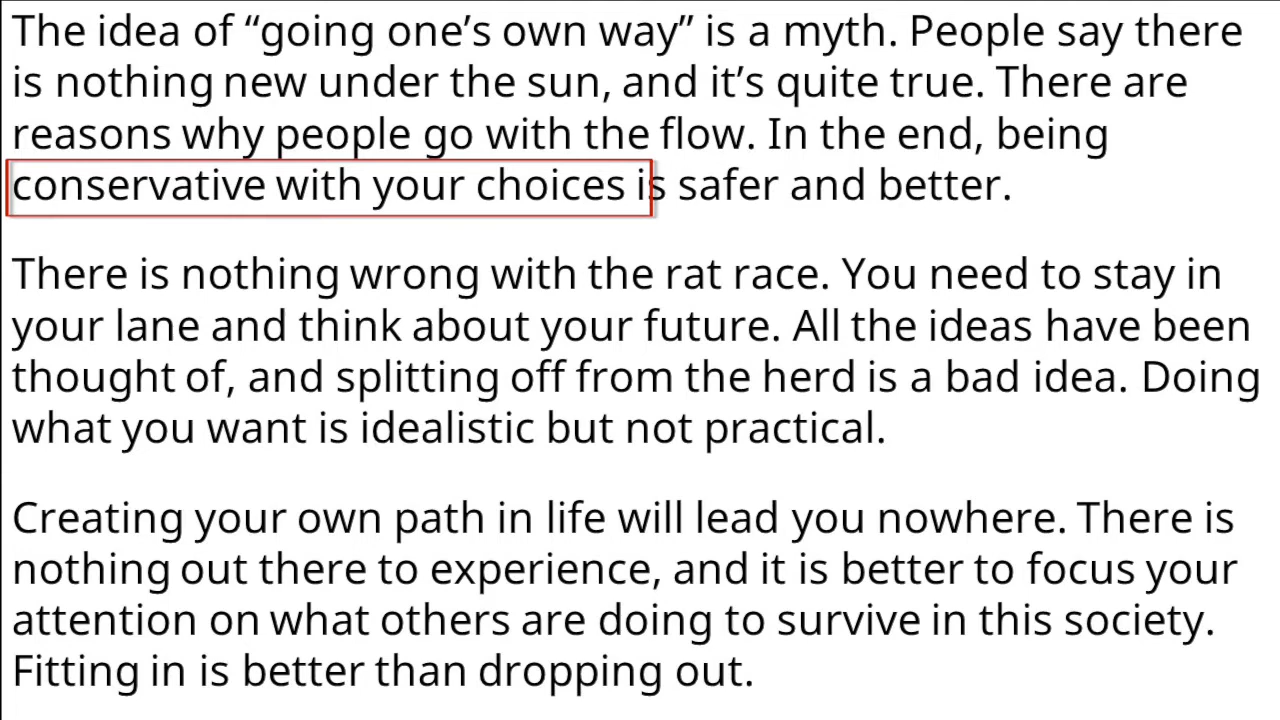 The idea of “going one’s own way” is a myth. People say there
is nothing new under the sun, and it’s quite true. There are
reasons why people go with the flow. In the end, being
conservative with your choices is safer and better.
There is nothing wrong with the rat race. You need to stay in
your lane and think about your future. All the ideas have been
thought of, and splitting off from the herd is a bad idea. Doing
what you want is idealistic but not practical.
Creating your own path in life will lead you nowhere. There is
nothing out there to experience, and it is better to focus your
attention on what others are doing to survive in this society.
Fitting in is better than dropping out.